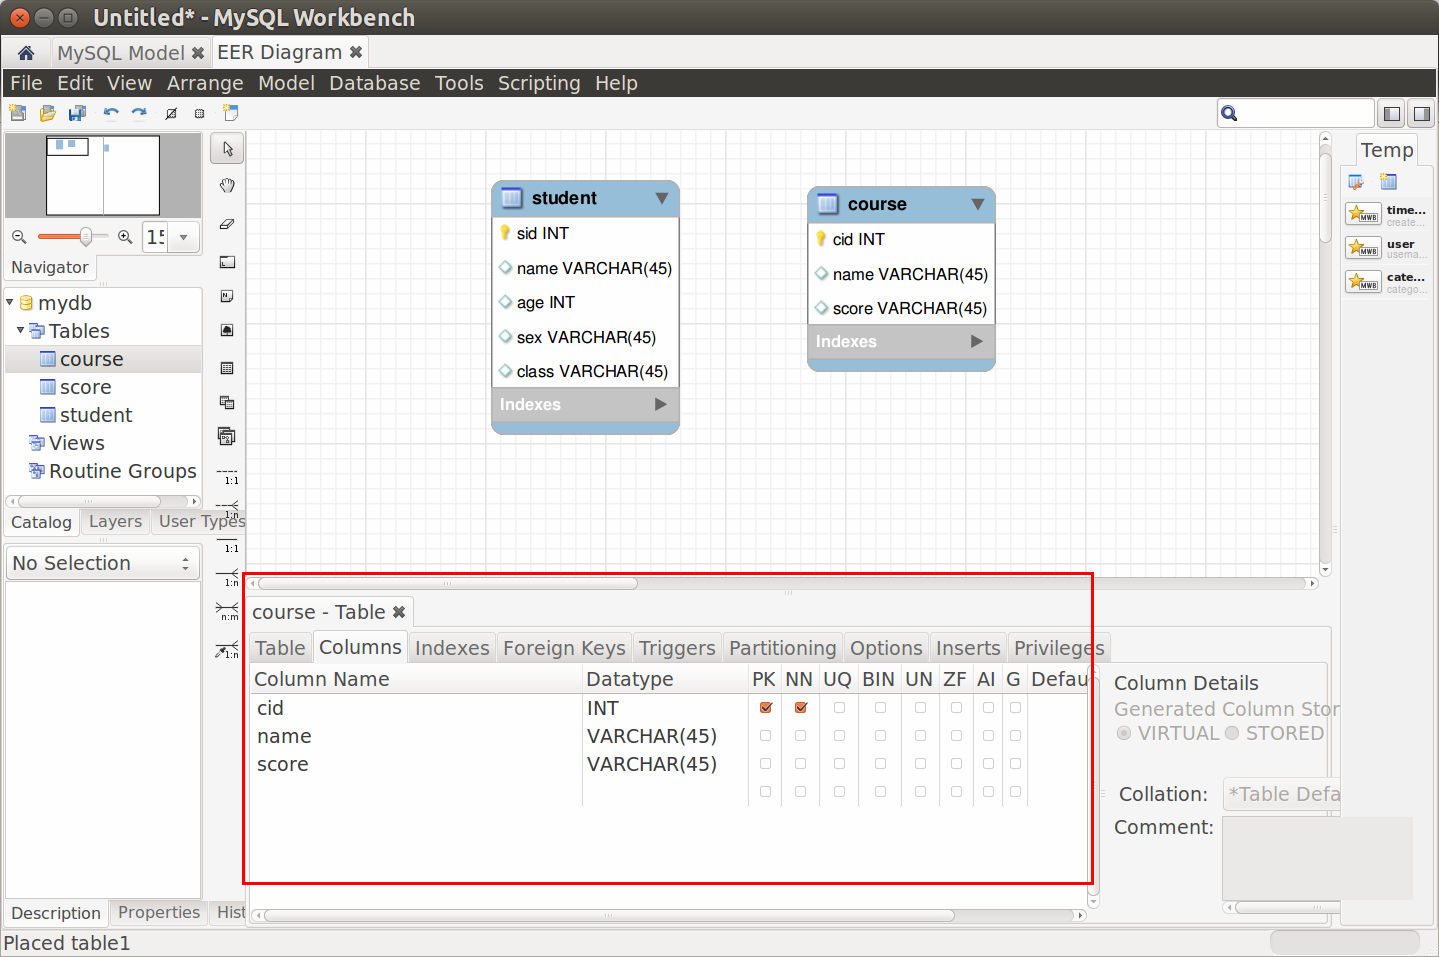 Untitled* - MySQL Workbench
MySQL Model
EER Diagram
File Edit View Arrange Model Database Tools Scripting Help
Navigator
mydb
Tables
course
score
student
Views
Routine Groups
Catalog
Layers
User Types
No Selection
Description
Properties
Hist
1:1
1:n
1:1
1:n
n:m
1:n
student
sid INT
name VARCHAR(45)
age INT
sex VARCHAR(45)
class VARCHAR(45)
Indexes
course
cid INT
name VARCHAR(45)
score VARCHAR(45)
Indexes
Temp
time...
create...
user
userna...
cate...
catego...
course - Table
Table Columns Indexes Foreign Keys Triggers Partitioning Options Inserts Privileges
Column Name Datatype PK NN UQ BIN UN ZF AI G Defau
cid INT
name VARCHAR(45)
score VARCHAR(45)
Column Details
Generated Column Stor
VIRTUAL STORED
Collation: *Table Defa
Comment:
Placed table1